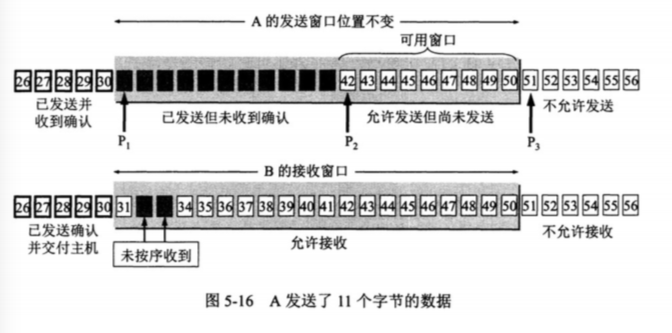 A 的发送窗口位置不变
可用窗口
26 27 28 29 30 42 43 44 45 46 47 48 49 50 51 52 53 54 55 56
已发送并
收到确认
已发送但未收到确认
允许发送但尚未发送
不允许发送
P1
P2
P3
B 的接收窗口
26 27 28 29 30 31 34 35 36 37 38 39 40 41 42 43 44 45 46 47 48 49 50 51 52 53 54 55 56
已发送确认
并交付主机
未按序收到
允许接收
不允许接收
图 5-16 A 发送了 11 个字节的数据